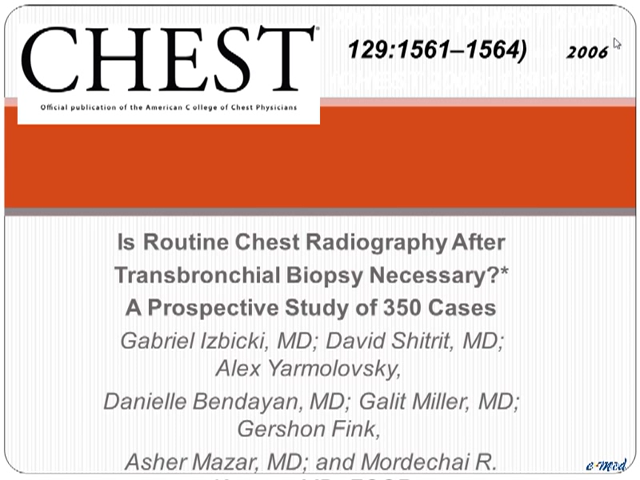 CHEST
129:1561–1564)
2006
Official publication of the American C ollege of Chest Physicians
Is Routine Chest Radiography After
Transbronchial Biopsy Necessary?*
A Prospective Study of 350 Cases
Gabriel Izbicki, MD; David Shitrit, MD;
Alex Yarmolovsky,
Danielle Bendayan, MD; Galit Miller, MD;
Gershon Fink,
Asher Mazar, MD; and Mordechai R.
e-Med